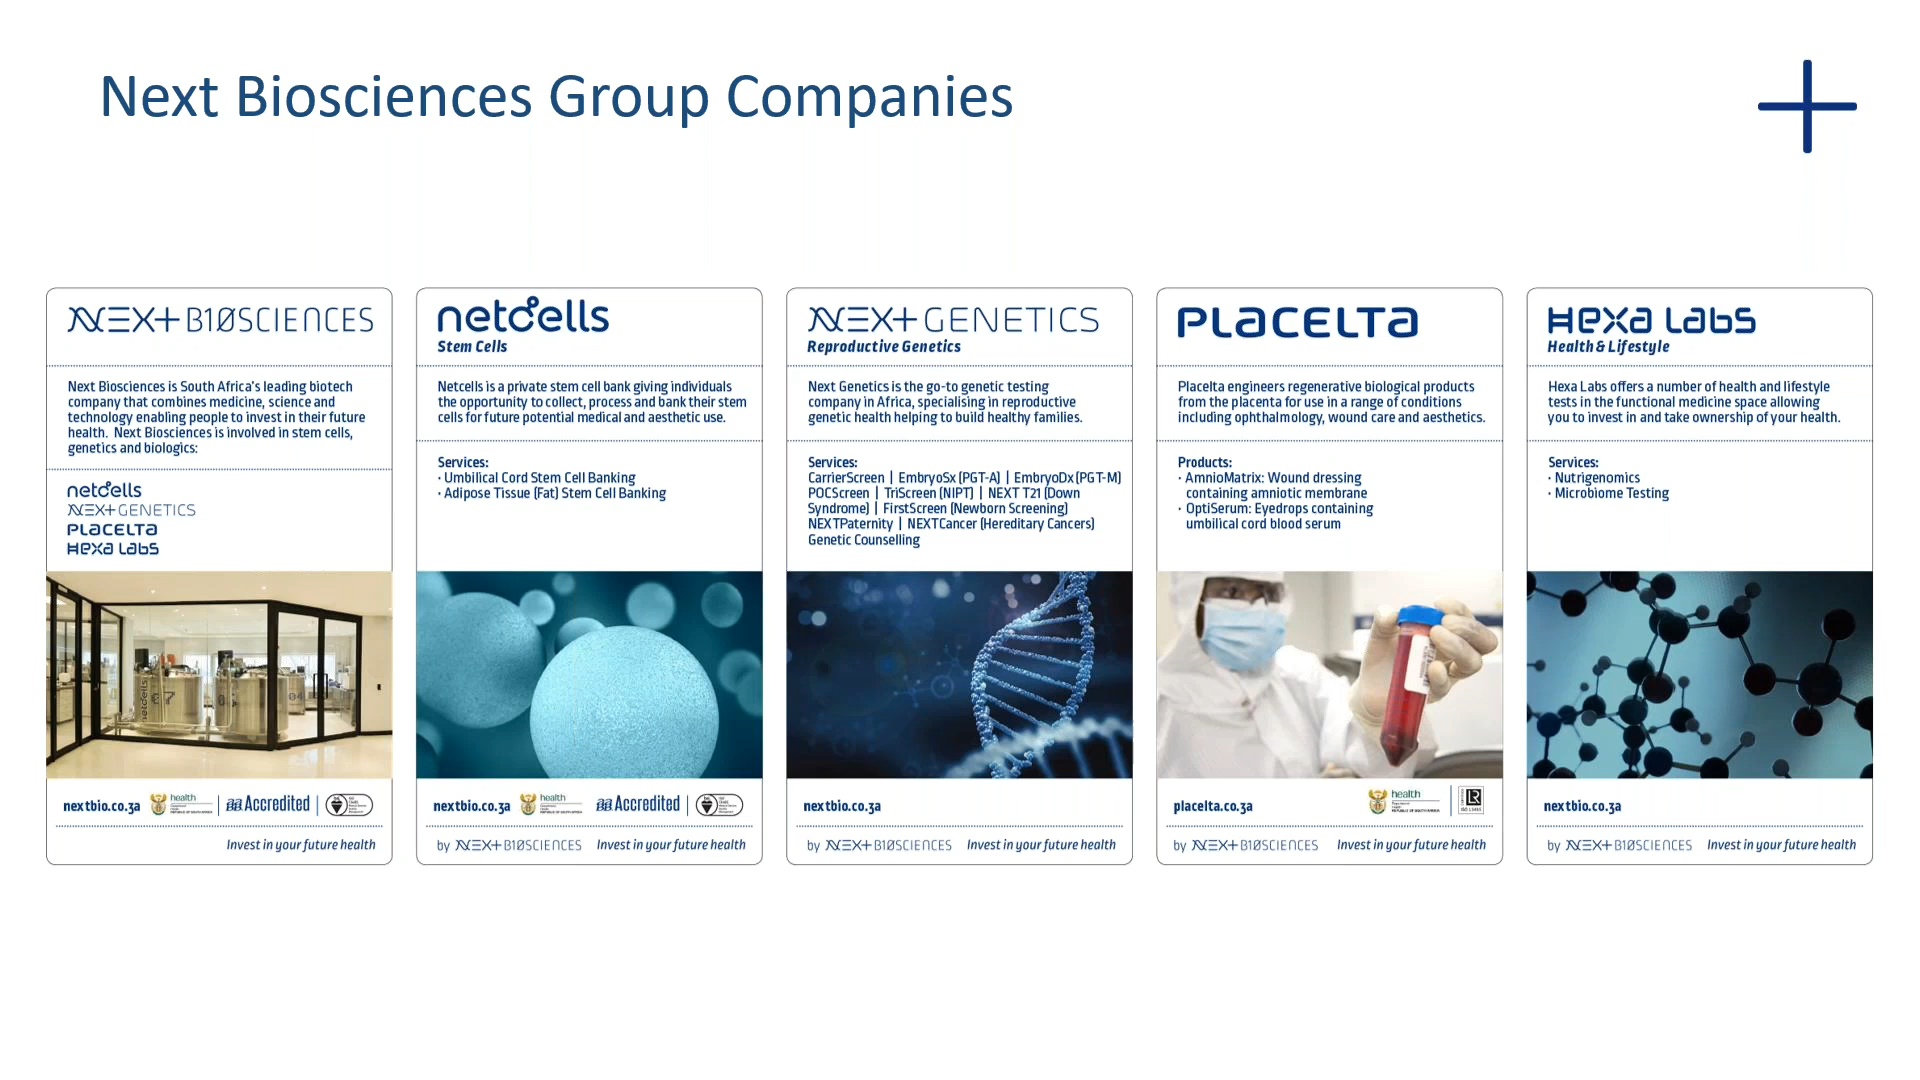 Next Biosciences Group Companies
NEXT B10SCIENCES
Next Biosciences is South Africa's leading biotech
company that combines medicine, science and
technology enabling people to invest in their future
health. Next Biosciences is involved in stem cells,
genetics and biologics:
netcells
NEXT GENETICS
PLACELTA
Hexa Labs
netcells
nextbio.co.za
health
aa Accredited
Invest in your future health
netcells
Stem Cells
Netcells is a private stem cell bank giving individuals
the opportunity to collect, process and bank their stem
cells for future potential medical and aesthetic use.
Services:
· Umbilical Cord Stem Cell Banking
· Adipose Tissue (Fat) Stem Cell Banking
nextbio.co.za
health
aa Accredited
by NEXT B10SCIENCES Invest in your future health
NEXT GENETICS
Reproductive Genetics
Next Genetics is the go-to genetic testing
company in Africa, specialising in reproductive
genetic health helping to build healthy families.
Services:
CarrierScreen | EmbryoSx (PGT-A) | EmbryoDx (PGT-M)
POCScreen | TriScreen (NIPT) | NEXT T21 (Down
Syndrome) | FirstScreen (Newborn Screening)
NEXTPaternity | NEXTCancer (Hereditary Cancers)
Genetic Counselling
nextbio.co.za
by NEXT B10SCIENCES Invest in your future health
PLACELTA
Placelta engineers regenerative biological products
from the placenta for use in a range of conditions
including ophthalmology, wound care and aesthetics.
Products:
· AmnioMatrix: Wound dressing
containing amniotic membrane
· OptiSerum: Eyedrops containing
umbilical cord blood serum
placelta.co.za
health
LR
by NEXT B10SCIENCES Invest in your future health
Hexa Labs
Health & Lifestyle
Hexa Labs offers a number of health and lifestyle
tests in the functional medicine space allowing
you to invest in and take ownership of your health.
Services:
· Nutrigenomics
· Microbiome Testing
nextbio.co.za
by NEXT B10SCIENCES Invest in your future health